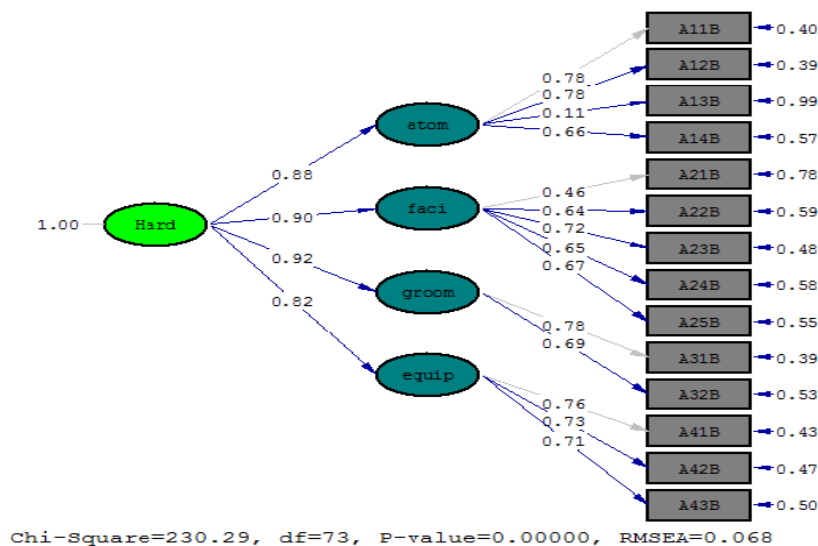 A11B 0.40
A12B 0.39
0.78
0.78
A13B 0.99
0.11
atom
0.66
A14B 0.57
0.88
A21B 0.78
0.46
faci
0.64
A22B 0.59
0.90
1.00 Hard
0.72
A23B 0.48
0.65
0.92
0.67
A24B 0.58
groom
0.82
A25B 0.55
0.78
A31B 0.39
0.69
equip
A32B 0.53
0.76
0.73
A41B 0.43
0.71
A42B 0.47
A43B 0.50
Chi-Square=230.29, df=73, P-value=0.00000, RMSEA=0.068